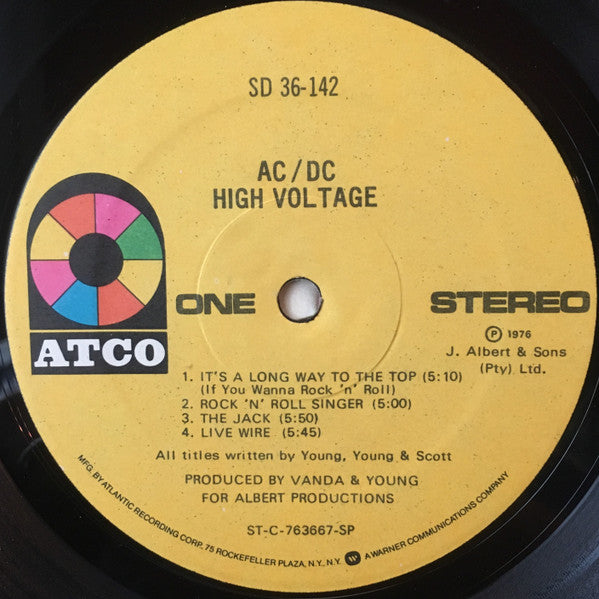 SD 36-142
AC/DC
HIGH VOLTAGE
ATCO
ONE
STEREO
Ⓟ 1976
J. Albert & Sons
(Pty) Ltd.
1. IT'S A LONG WAY TO THE TOP (5:10)
(If You Wanna Rock 'n' Roll)
2. ROCK 'N' ROLL SINGER (5:00)
3. THE JACK (5:50)
4. LIVE WIRE (5:45)
All titles written by Young, Young & Scott
PRODUCED BY VANDA & YOUNG
FOR ALBERT PRODUCTIONS
ST-C-763667-SP
MFG. BY ATLANTIC RECORDING CORP. 75 ROCKEFELLER PLAZA, N.Y., N.Y. W A WARNER COMMUNICATIONS COMPANY